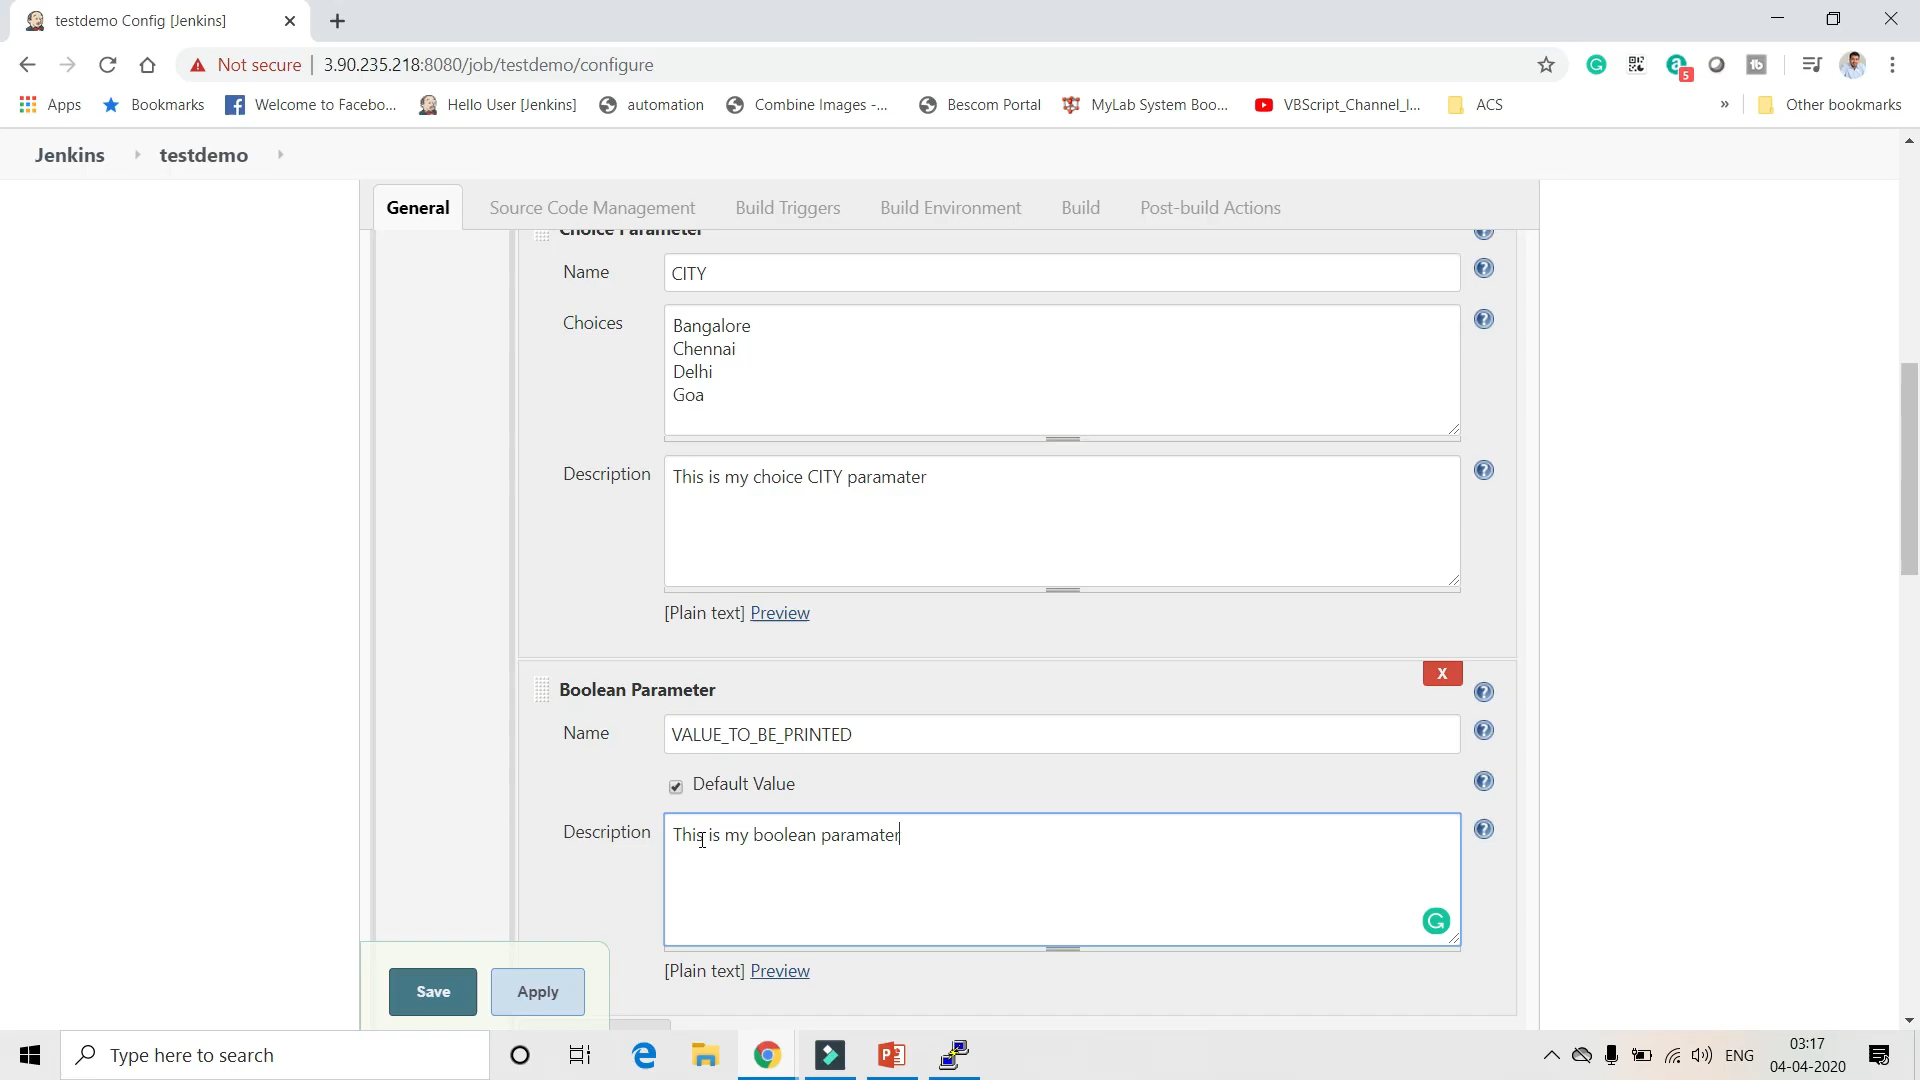 testdemo Config [Jenkins]
Not secure | 3.90.235.218:8080/job/testdemo/configure
5
Apps Bookmarks Welcome to Facebo... Hello User [Jenkins] automation Combine Images -... Bescom Portal MyLab System Boo... VBScript_Channel_I... ACS » Other bookmarks
Jenkins testdemo
General Source Code Management Build Triggers Build Environment Build Post-build Actions
Choice Parameter
Name CITY
Choices Bangalore
Chennai
Delhi
Goa
Description This is my choice CITY paramater
[Plain text] Preview
X
Boolean Parameter
Name VALUE_TO_BE_PRINTED
Default Value
Description This is my boolean paramater
[Plain text] Preview
Save Apply
Type here to search
ENG
03:17
04-04-2020